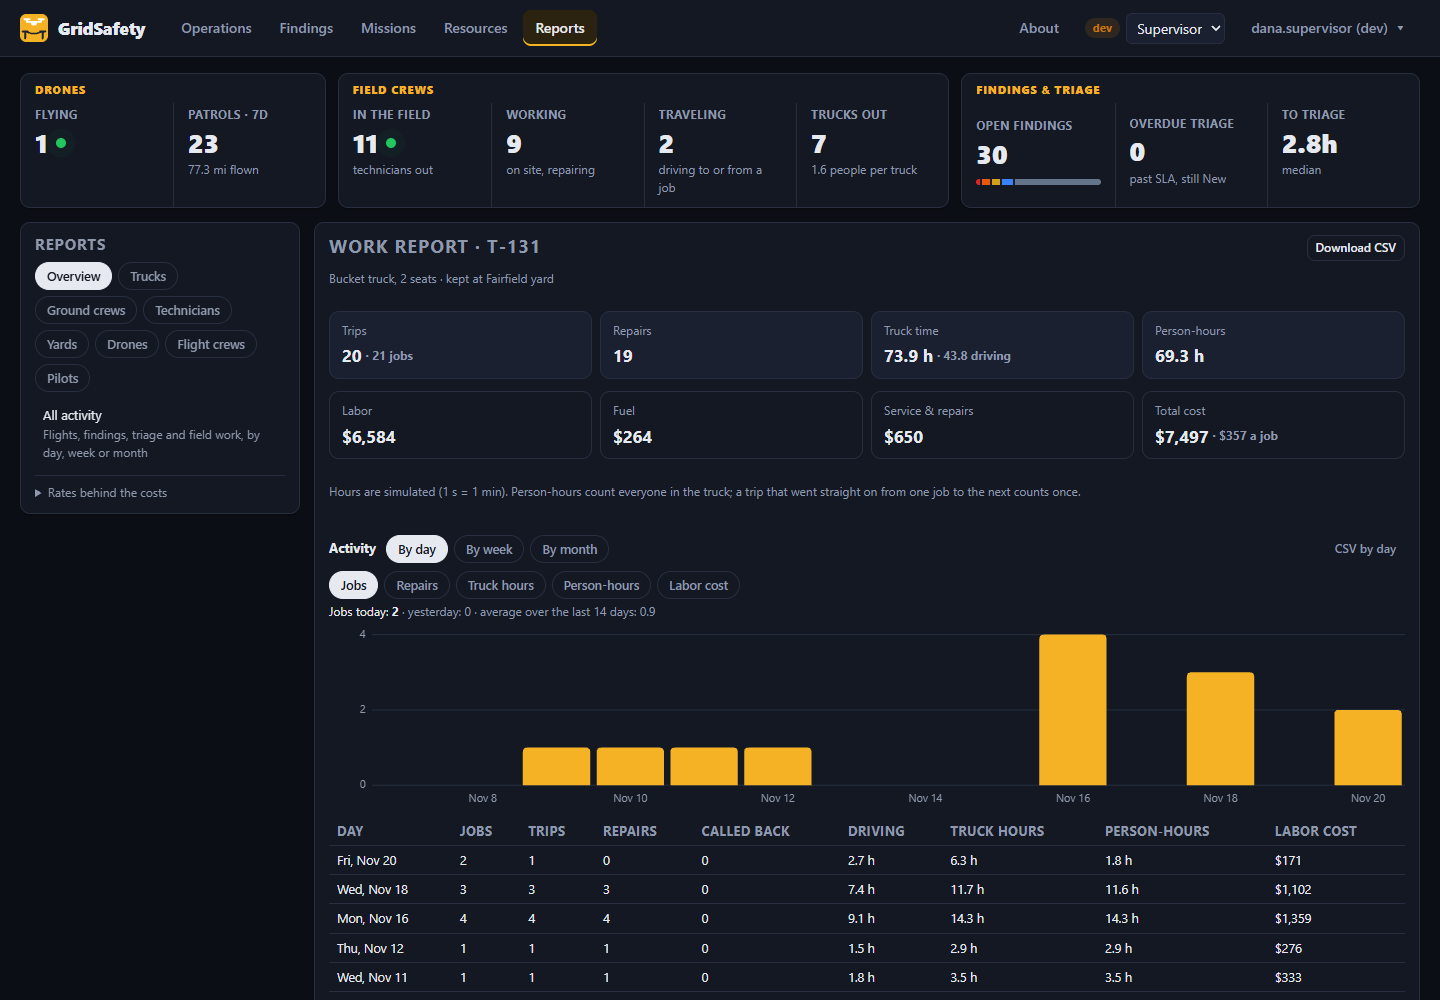 GridSafety Operations Findings Missions Resources Reports About dev Supervisor dana.supervisor (dev)
DRONES
FLYING
1
PATROLS · 7D
23
77.3 mi flown
FIELD CREWS
IN THE FIELD
11
technicians out
WORKING
9
on site, repairing
TRAVELING
2
driving to or from a
job
TRUCKS OUT
7
1.6 people per truck
FINDINGS & TRIAGE
OPEN FINDINGS
30
OVERDUE TRIAGE
0
past SLA, still New
TO TRIAGE
2.8h
median
REPORTS
Overview Trucks
Ground crews Technicians
Yards Drones Flight crews
Pilots
All activity
Flights, findings, triage and field work, by
day, week or month
Rates behind the costs
WORK REPORT · T-131
Download CSV
Bucket truck, 2 seats · kept at Fairfield yard
Trips
20 · 21 jobs
Repairs
19
Truck time
73.9 h · 43.8 driving
Person-hours
69.3 h
Labor
$6,584
Fuel
$264
Service & repairs
$650
Total cost
$7,497 · $357 a job
Hours are simulated (1 s = 1 min). Person-hours count everyone in the truck; a trip that went straight on from one job to the next counts once.
Activity By day By week By month CSV by day
Jobs Repairs Truck hours Person-hours Labor cost
Jobs today: 2 · yesterday: 0 · average over the last 14 days: 0.9
4
2
0
Nov 8 Nov 10 Nov 12 Nov 14 Nov 16 Nov 18 Nov 20
DAY JOBS TRIPS REPAIRS CALLED BACK DRIVING TRUCK HOURS PERSON-HOURS LABOR COST
Fri, Nov 20 2 1 0 0 2.7 h 6.3 h 1.8 h $171
Wed, Nov 18 3 3 3 0 7.4 h 11.7 h 11.6 h $1,102
Mon, Nov 16 4 4 4 0 9.1 h 14.3 h 14.3 h $1,359
Thu, Nov 12 1 1 1 0 1.5 h 2.9 h 2.9 h $276
Wed, Nov 11 1 1 1 0 1.8 h 3.5 h 3.5 h $333